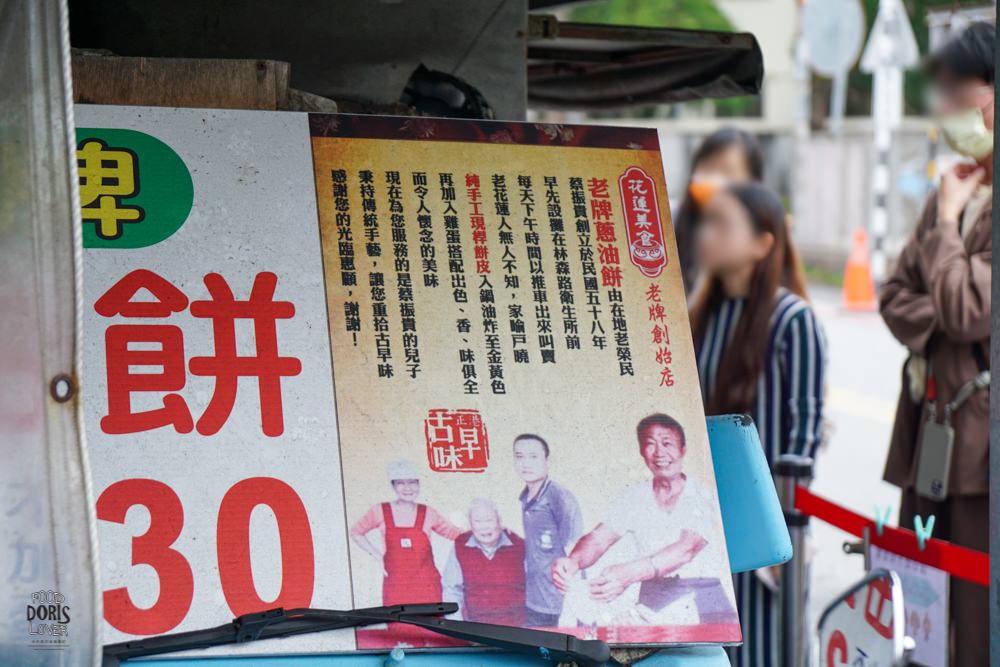 牌
餅
30
花蓮美食
老牌創始店
老牌蔥油餅由在地老榮民
蔡振貴創立於民國五十八年
早先設攤在林森路衛生所前
每天下午時間以推車出來叫賣
老花蓮人無人不知，家喻戶曉
純手工現桿餅皮入鍋油炸至金黃色
再加入雞蛋搭配出色、香、味俱全
而今人懷念的美味
現在為您服務的是蔡振貴的兒子
秉持傳統手藝，讓您重拾古早味
感謝您的光臨惠顧，謝謝！
正港
古早味
FOOD
DORIS
LOVER